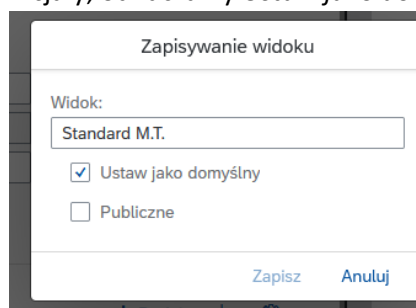 Zapisywanie widoku
Widok:
Standard M.T.
Ustaw jako domyślny
Publiczne
Zapisz Anuluj